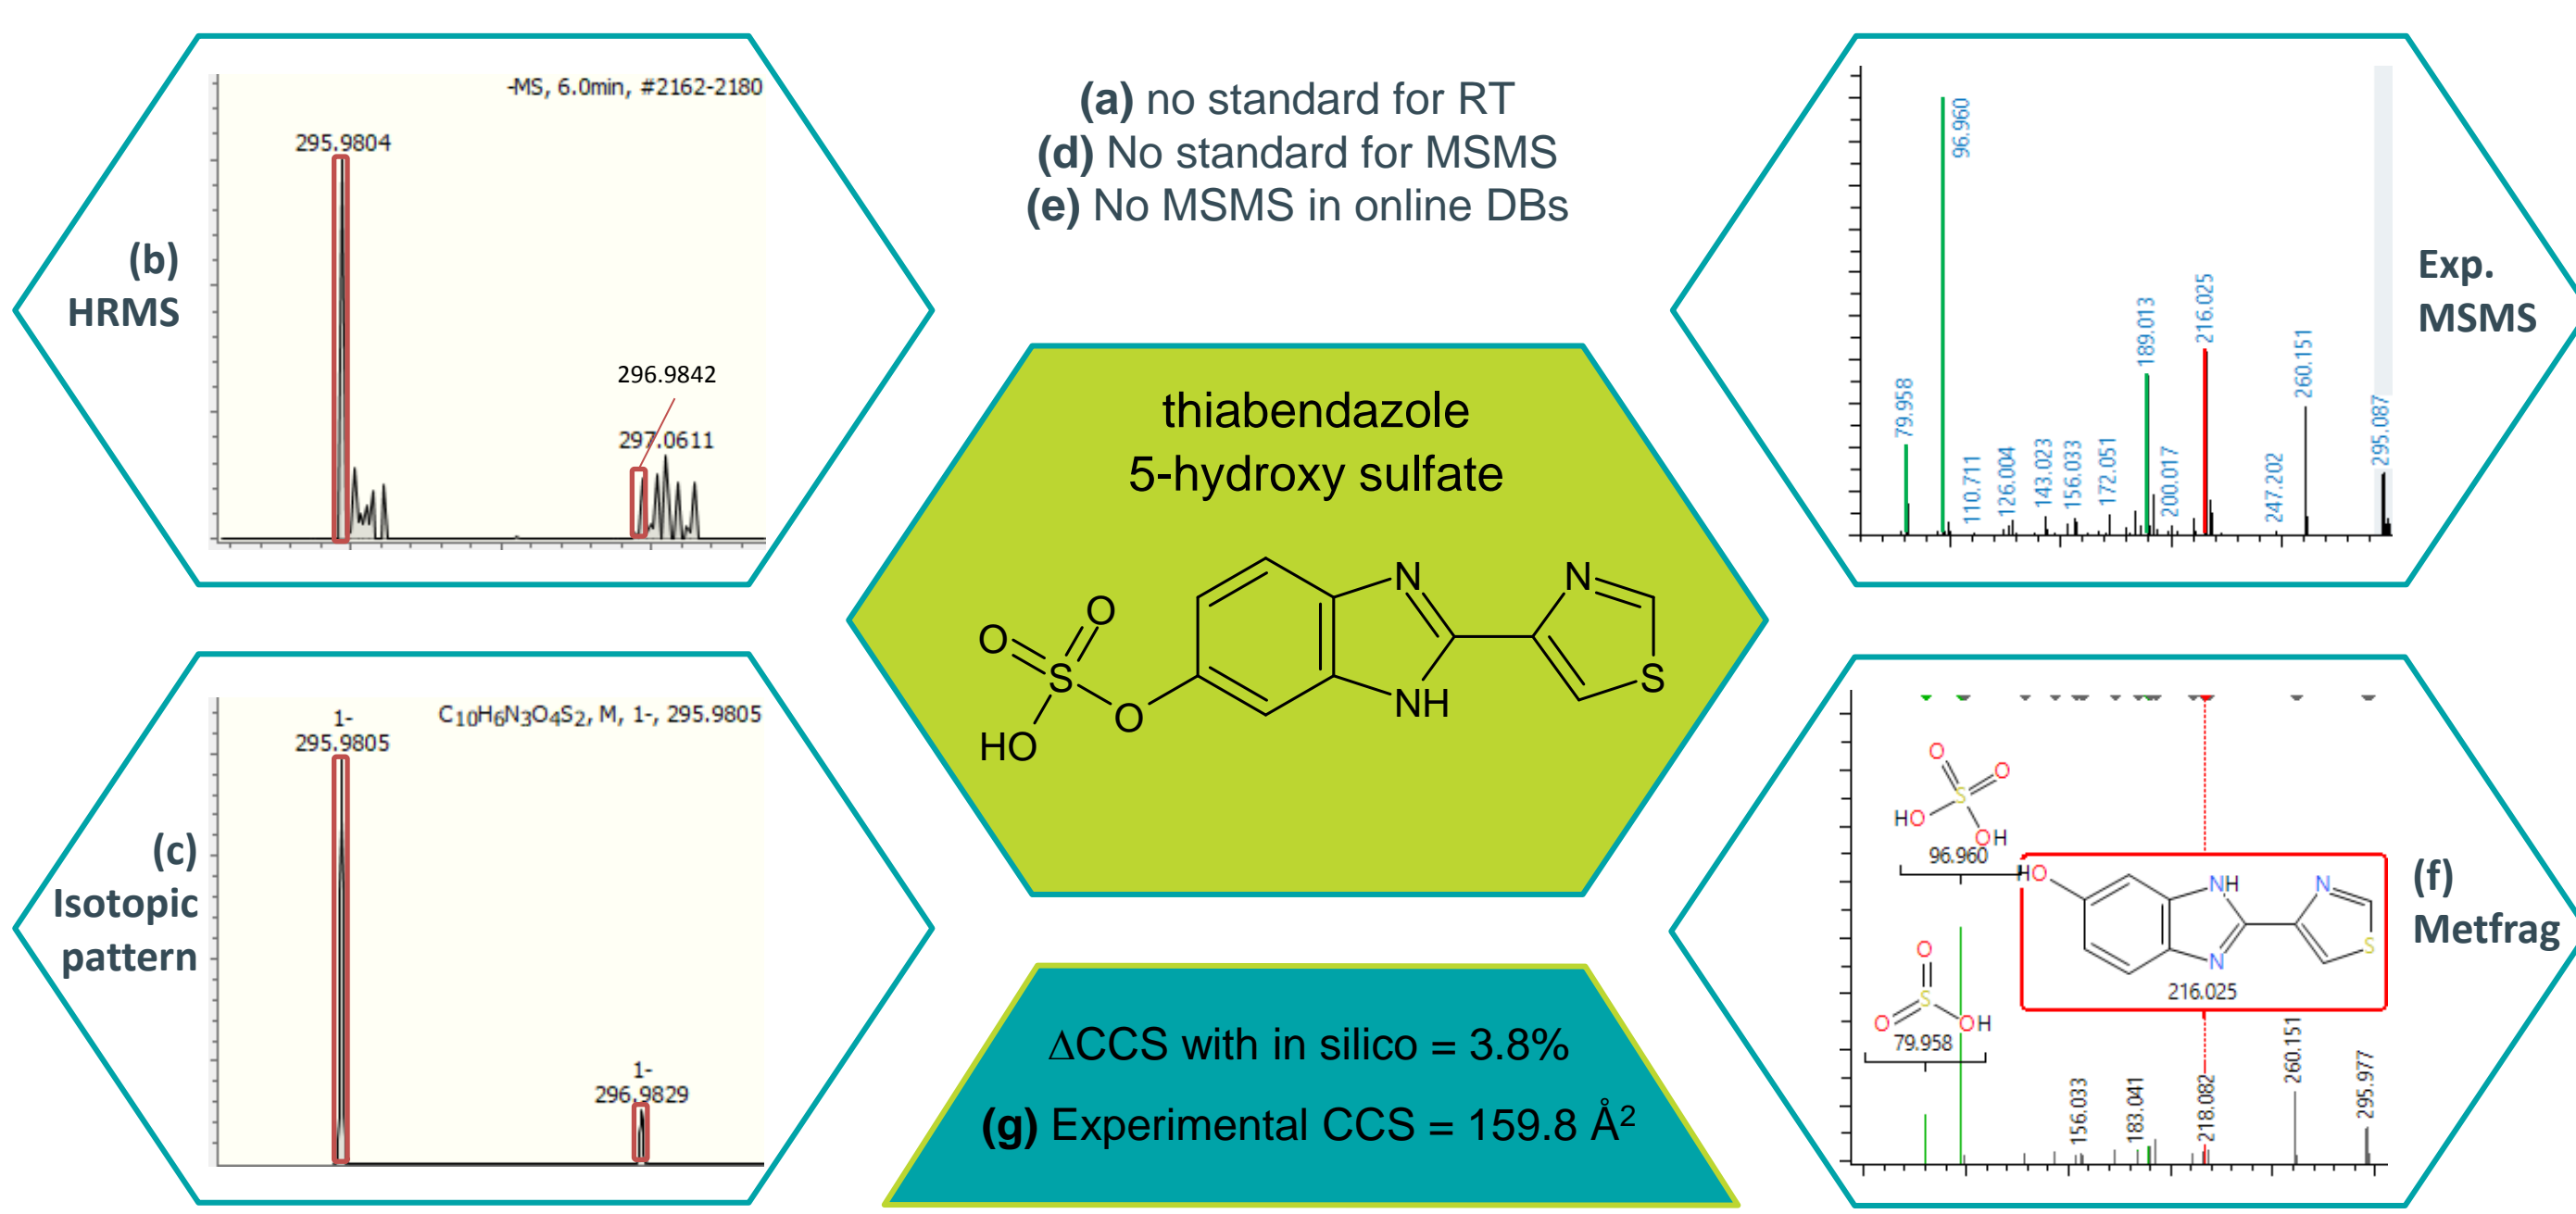 -MS, 6.0min, #2162-2180
295.9804
296.9842
297.0611
(b)
HRMS
(a) no standard for RT
(d) No standard for MSMS
(e) No MSMS in online DBs
96.960
79.958
110.711
126.004
143.023
156.033
172.051
189.013
200.017
216.025
247.202
260.151
295.087
Exp.
MSMS
thiabendazole
5-hydroxy sulfate
O
O
S
HO
O
N
NH
N
S
1-
295.9805
C₁₀H₆N₃O₄S₂, M, 1-, 295.9805
1-
296.9829
(c)
Isotopic
pattern
ΔCCS with in silico = 3.8%
(g) Experimental CCS = 159.8 Å²
O
O
S
HO
OH
96.960
O
S
O
OH
79.958
HO
NH
N
N
S
216.025
156.033
183.041
218.082
260.151
295.977
(f)
Metfrag